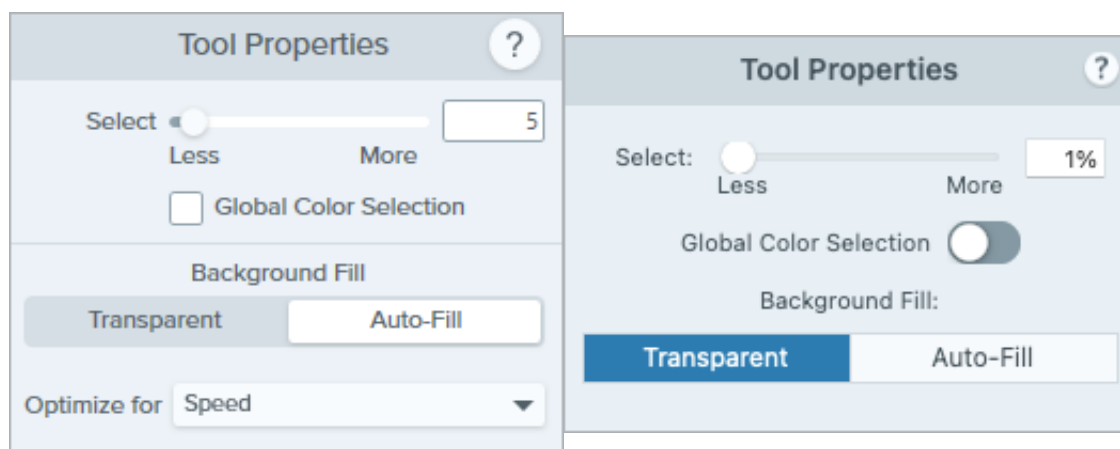 Tool Properties ?
Select 5
Less More
Global Color Selection
Background Fill
Transparent Auto-Fill
Optimize for Speed
Tool Properties ?
Select: 1%
Less More
Global Color Selection
Background Fill:
Transparent Auto-Fill